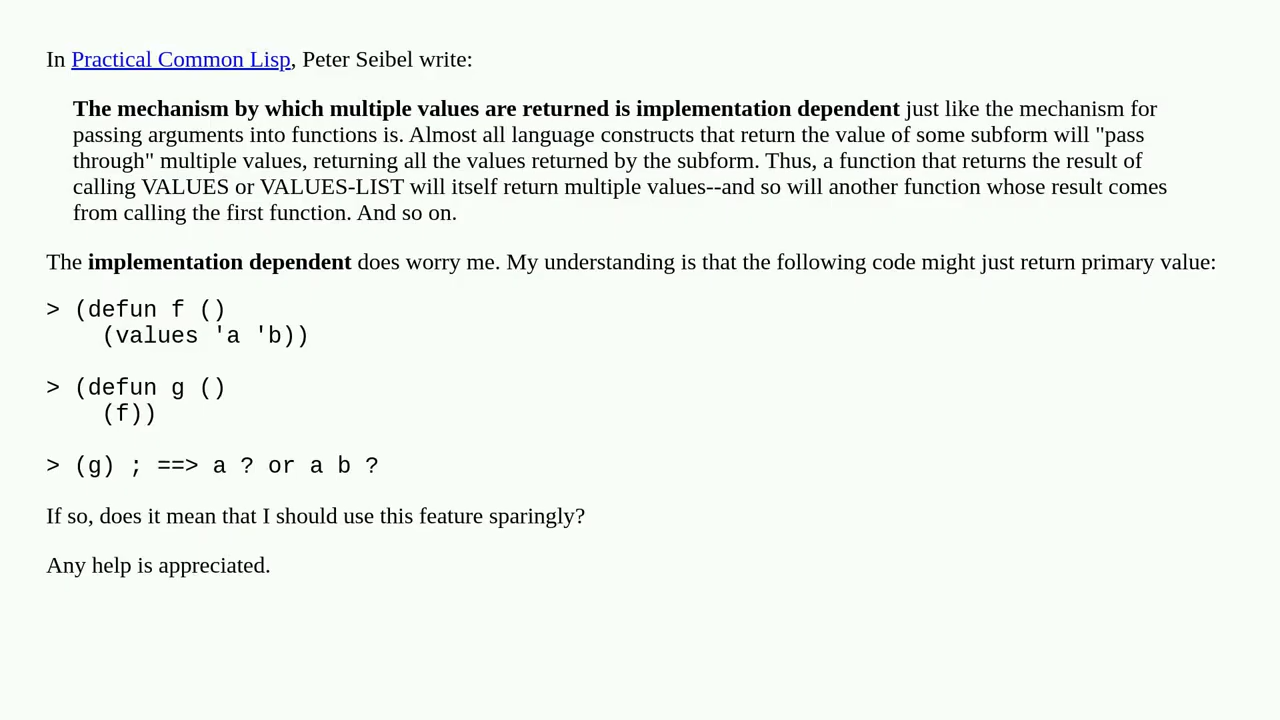 In Practical Common Lisp, Peter Seibel write:
The mechanism by which multiple values are returned is implementation dependent just like the mechanism for
passing arguments into functions is. Almost all language constructs that return the value of some subform will "pass
through" multiple values, returning all the values returned by the subform. Thus, a function that returns the result of
calling VALUES or VALUES-LIST will itself return multiple values--and so will another function whose result comes
from calling the first function. And so on.
The implementation dependent does worry me. My understanding is that the following code might just return primary value:
> (defun f ()
    (values 'a 'b))
> (defun g ()
    (f))
> (g) ; ==> a ? or a b ?
If so, does it mean that I should use this feature sparingly?
Any help is appreciated.